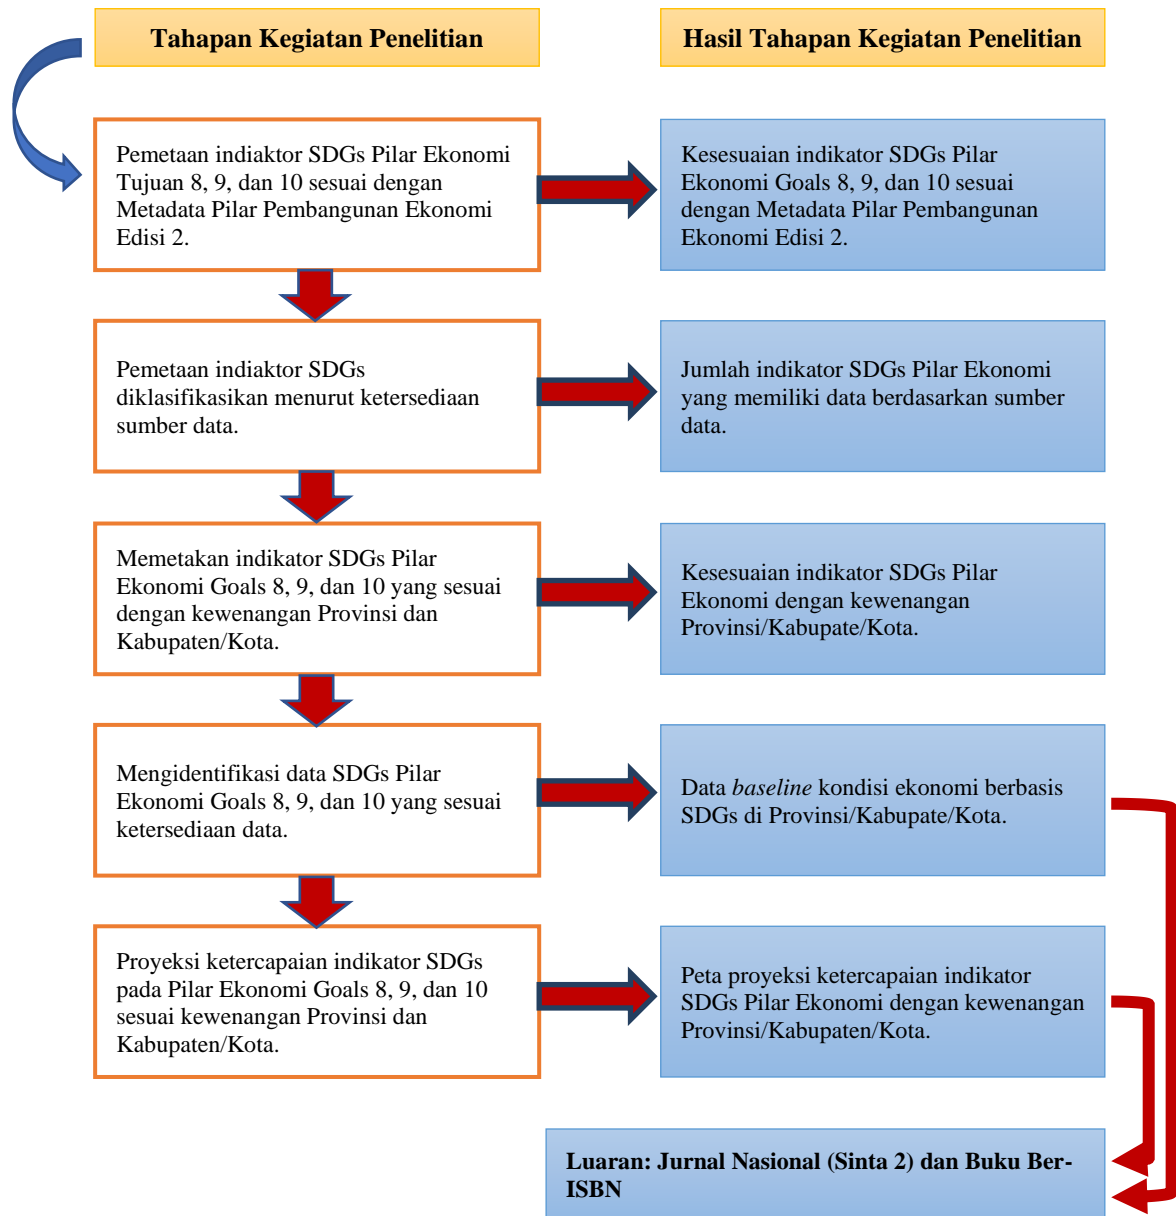 Tahapan Kegiatan Penelitian
Hasil Tahapan Kegiatan Penelitian
Pemetaan indiaktor SDGs Pilar Ekonomi
Tujuan 8, 9, dan 10 sesuai dengan
Metadata Pilar Pembangunan Ekonomi
Edisi 2.
Kesesuaian indikator SDGs Pilar
Ekonomi Goals 8, 9, dan 10 sesuai
dengan Metadata Pilar Pembangunan
Ekonomi Edisi 2.
Pemetaan indiaktor SDGs
diklasifikasikan menurut ketersediaan
sumber data.
Jumlah indikator SDGs Pilar Ekonomi
yang memiliki data berdasarkan sumber
data.
Memetakan indikator SDGs Pilar
Ekonomi Goals 8, 9, dan 10 yang sesuai
dengan kewenangan Provinsi dan
Kabupaten/Kota.
Kesesuaian indikator SDGs Pilar
Ekonomi dengan kewenangan
Provinsi/Kabupate/Kota.
Mengidentifikasi data SDGs Pilar
Ekonomi Goals 8, 9, dan 10 yang sesuai
ketersediaan data.
Data baseline kondisi ekonomi berbasis
SDGs di Provinsi/Kabupate/Kota.
Proyeksi ketercapaian indikator SDGs
pada Pilar Ekonomi Goals 8, 9, dan 10
sesuai kewenangan Provinsi dan
Kabupaten/Kota.
Peta proyeksi ketercapaian indikator
SDGs Pilar Ekonomi dengan kewenangan
Provinsi/Kabupaten/Kota.
Luaran: Jurnal Nasional (Sinta 2) dan Buku Ber-
ISBN